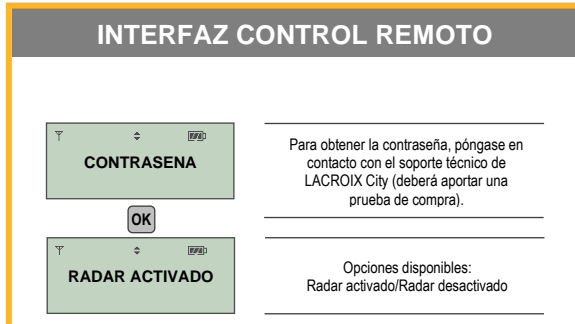 INTERFAZ CONTROL REMOTO
CONTRASENA
Para obtener la contraseña, póngase en
contacto con el soporte técnico de
LACROIX City (deberá aportar una
prueba de compra).
OK
RADAR ACTIVADO
Opciones disponibles:
Radar activado/Radar desactivado